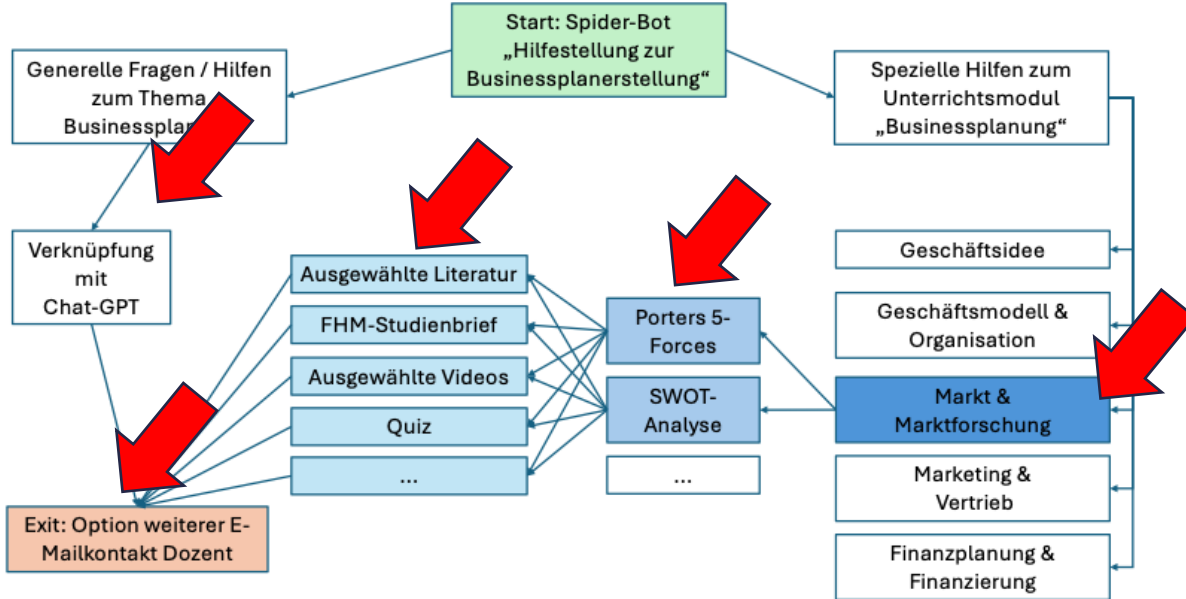 Start: Spider-Bot
„Hilfestellung zur
Businessplanerstellung“
Generelle Fragen / Hilfen
zum Thema
Spezielle Hilfen zum
Unterrichtsmodul
„Businessplanung“
Verknüpfung
mit
Chat-GPT
Ausgewählte Literatur
FHM-Studienbrief
Ausgewählte Videos
Quiz
...
Porters 5-
Forces
SWOT-
Analyse
...
Geschäftsidee
Geschäftsmodell &
Organisation
Markt &
Marktforschung
Marketing &
Vertrieb
Finanzplanung &
Finanzierung
Exit: Option weiterer E-
Mailkontakt Dozent